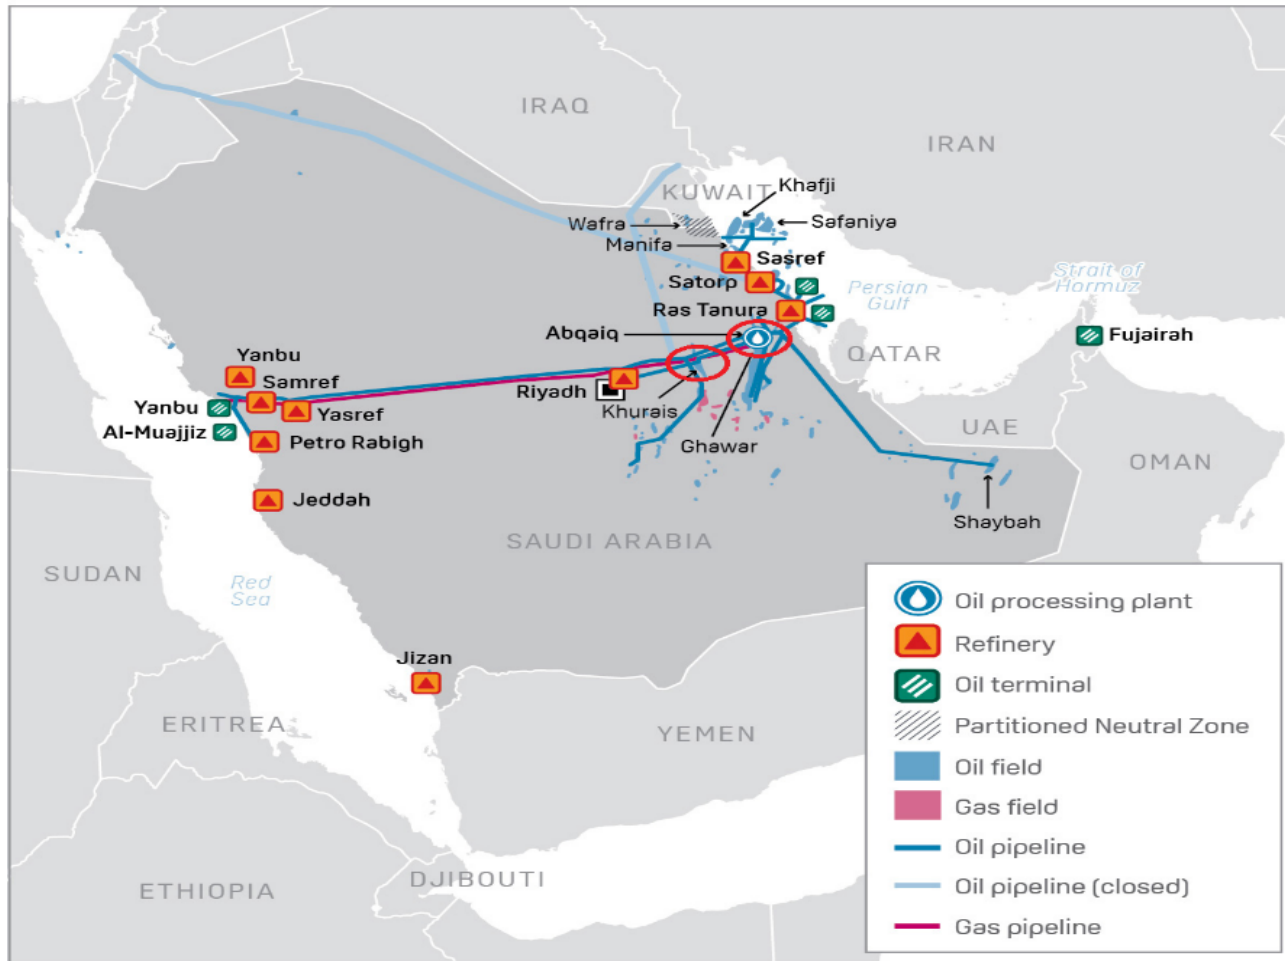 IRAQ
IRAN
KUWAIT
Khafji
Wafra
Safaniya
Manifa
Sasref
Satorp
Strait of
Hormuz
Persian
Gulf
Ras Tanura
Abqaiq
Fujairah
QATAR
Yanbu
Samref
Riyadh
Yanbu
Yasref
Khurais
Al-Muajjiz
Petro Rabigh
Ghawar
UAE
OMAN
Jeddah
Shaybah
SAUDI ARABIA
SUDAN
Red
Sea
Jizan
ERITREA
YEMEN
ETHIOPIA
DJIBOUTI
Oil processing plant
Refinery
Oil terminal
Partitioned Neutral Zone
Oil field
Gas field
Oil pipeline
Oil pipeline (closed)
Gas pipeline